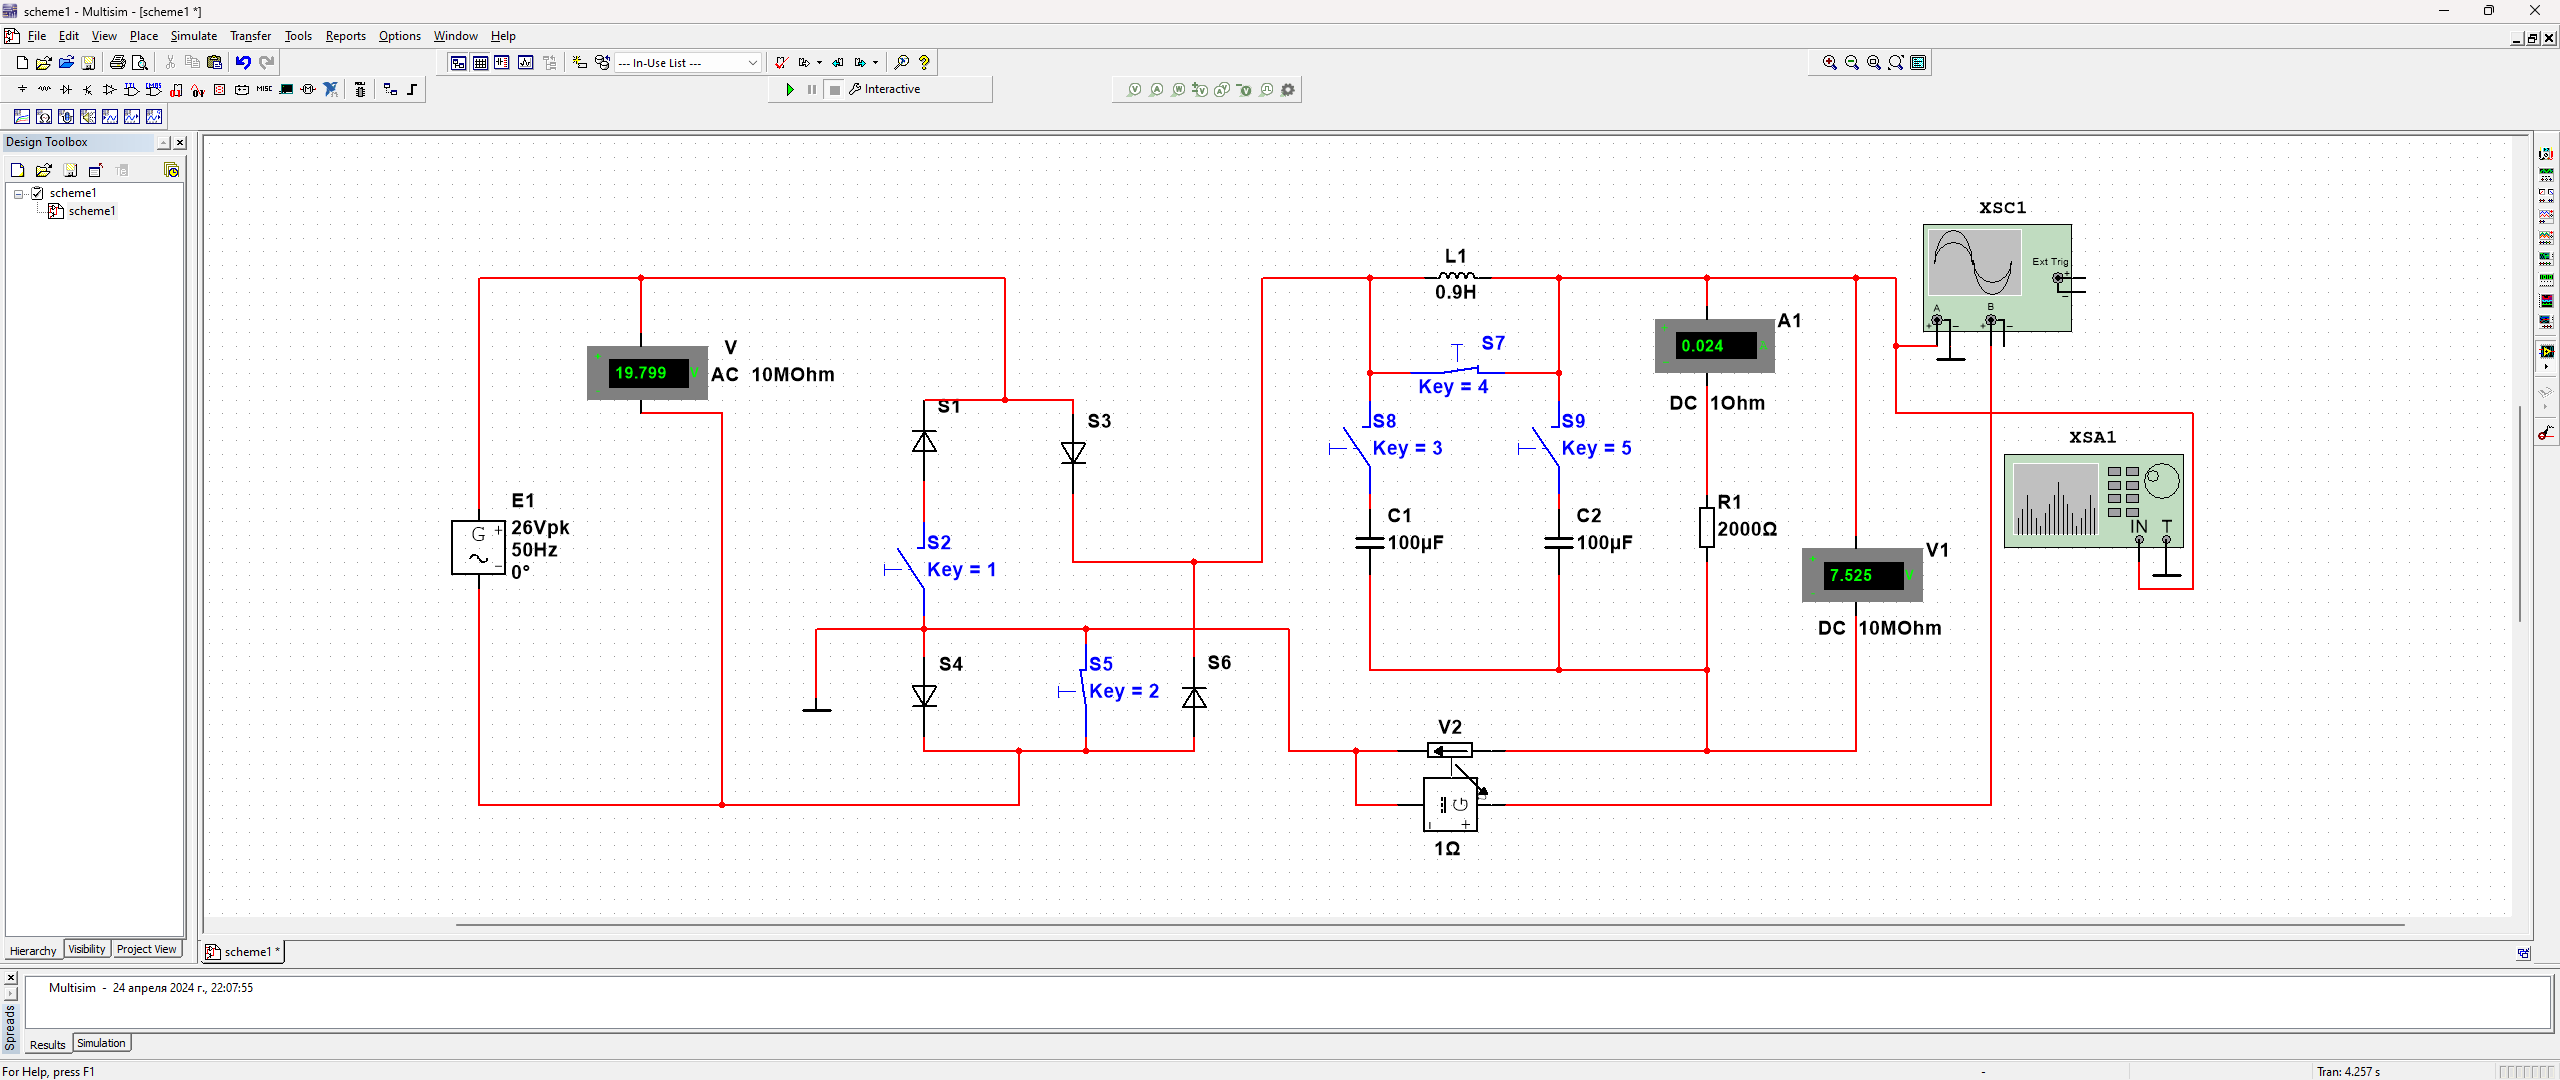 scheme1 - Multisim - [scheme1 *]
File Edit View Place Simulate Transfer Tools Reports Options Window Help
--- In-Use List ---
Interactive
Design Toolbox
scheme1
scheme1
XSC1
Ext Trig
A
B
L1
0.9H
S7
Key = 4
A1
0.024 A
DC 1Ohm
V
19.799 V
AC 10MOhm
S1
S3
S8
Key = 3
S9
Key = 5
XSA1
IN T
E1
26Vpk
50Hz
0°
G
S2
Key = 1
C1
100µF
C2
100µF
R1
2000Ω
V1
7.525 V
DC 10MOhm
S4
S5
Key = 2
S6
V2
G
1Ω
Hierarchy Visibility Project View
scheme1 *
Multisim - 24 апреля 2024 г., 22:07:55
Spreads
Results Simulation
For Help, press F1
- Tran: 4.257 s